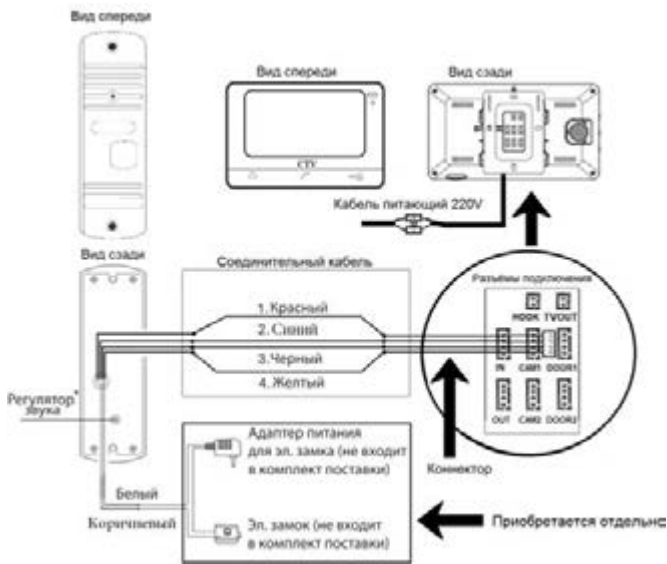 Вид спереди
Вид спереди
Вид сзади
CTV
Кабель питающий 220V
Вид сзади
Соединительный кабель
1. Красный
2. Синий
3. Черный
4. Желтый
Разъёмы подключения
HOOK TVOUT
IN CAM1 DOOR1
OUT CAM2 DOOR2
Регулятор*
звука
Коннектор
Адаптер питания
для эл. замка (не входит
в комплект поставки)
Белый
Коричневый
Эл. замок (не входит
в комплект поставки)
Приобретается отдельно